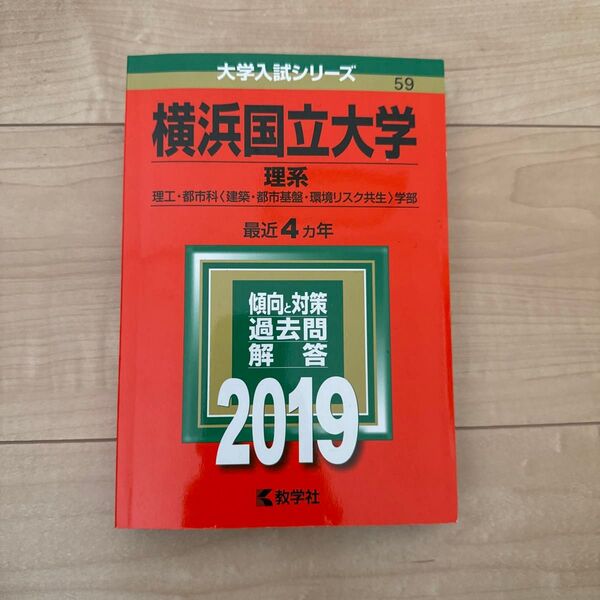 大学入試シリーズ
59
横浜国立大学
理系
理工・都市科〈建築・都市基盤・環境リスク共生〉学部
最近4カ年
傾向と対策
過去問
解答
2019
教学社